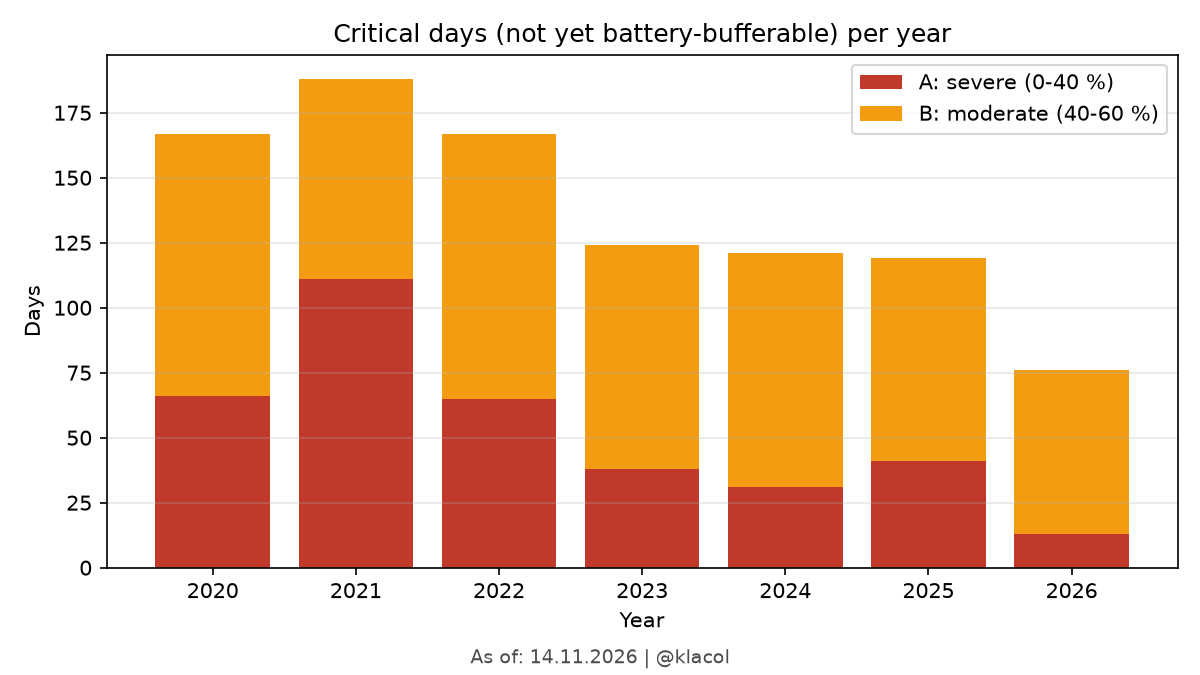 Critical days (not yet battery-bufferable) per year
A: severe (0-40 %)
B: moderate (40-60 %)
175
150
125
100
75
50
25
0
Days
2020 2021 2022 2023 2024 2025 2026
Year
As of: 14.11.2026 | @klacol